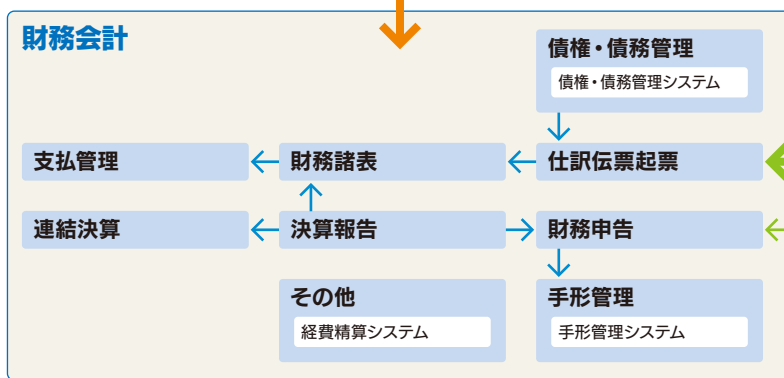 財務会計
債権・債務管理
債権・債務管理システム
支払管理
財務諸表
仕訳伝票起票
連結決算
決算報告
財務申告
その他
経費精算システム
手形管理
手形管理システム